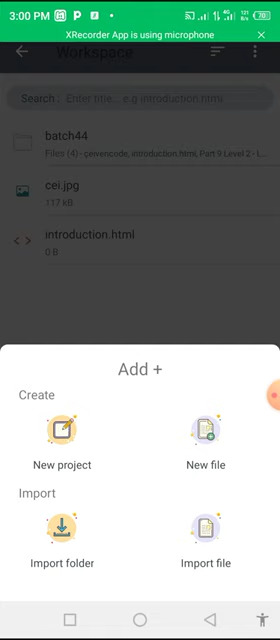 3:00 PM
XRecorder App is using microphone
Workspace
Search : Enter title... e.g introduction.html
batch44
Files (4) - ceivencode, introduction.html, Part 9 Level 2 - L...
cei.jpg
117 kB
introduction.html
0 B
Add +
Create
New project
New file
Import
Import folder
Import file